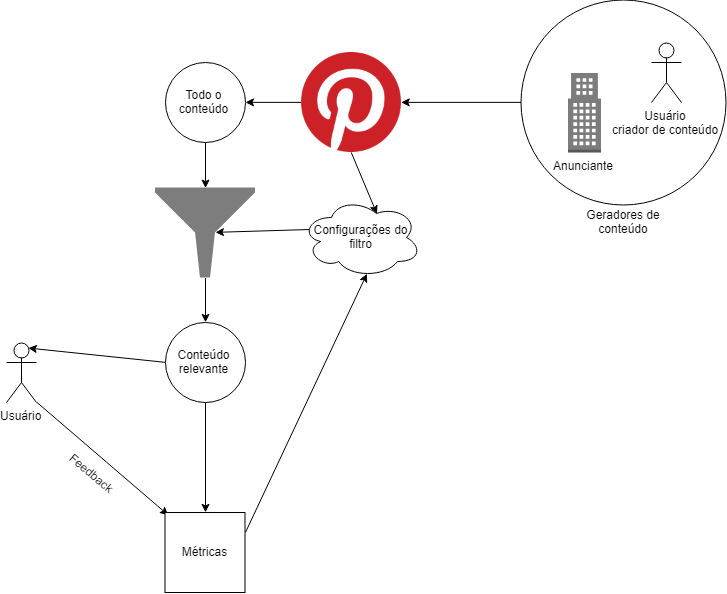 Todo o
conteúdo
Usuário
criador de conteúdo
Anunciante
Geradores de
conteúdo
Configurações do
filtro
Conteúdo
relevante
Usuário
Feedback
Métricas